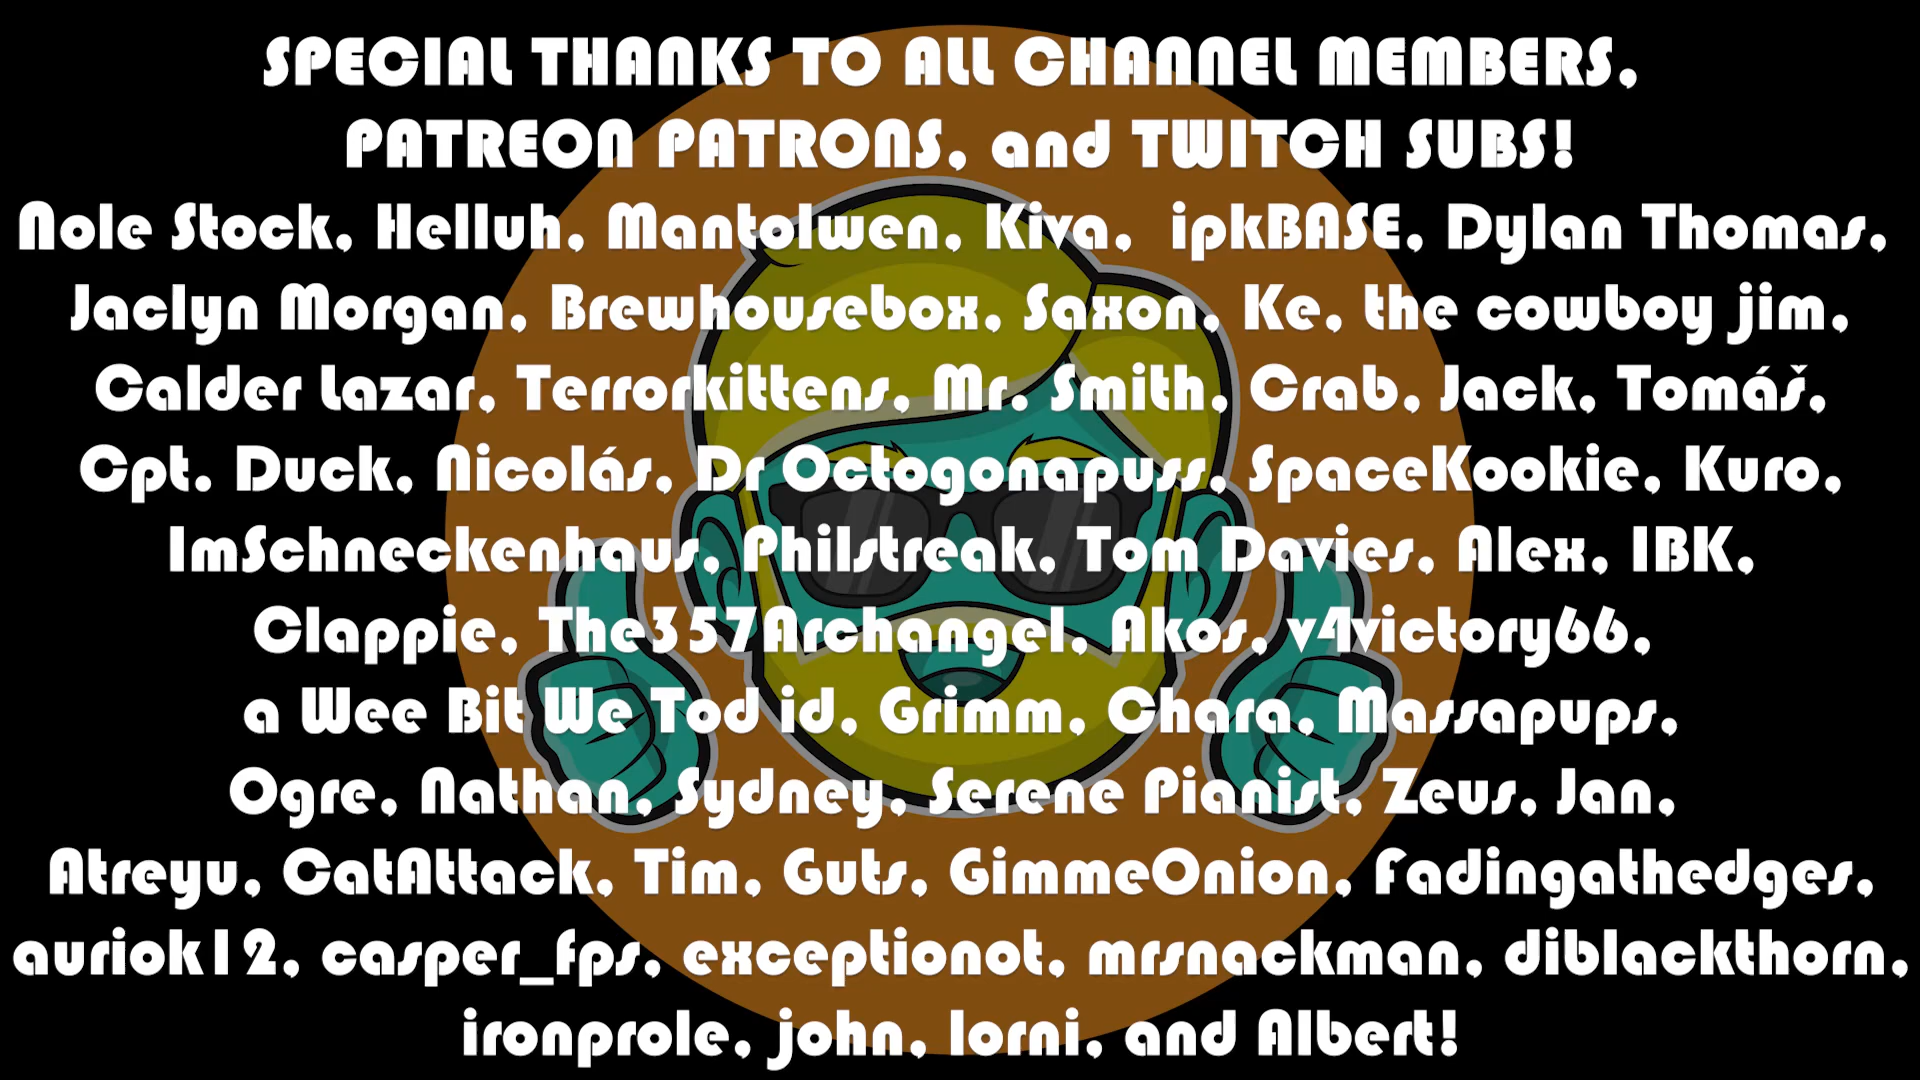 SPECIAL THANKS TO ALL CHANNEL MEMBERS,
PATREON PATRONS, and TWITCH SUBS!
Nole Stock, Helluh, Mantolwen, Kiva, ipkBASE, Dylan Thomas,
Jaclyn Morgan, Brewhousebox, Saxon, Ke, the cowboy jim,
Calder Lazar, Terrorkittens, Mr. Smith, Crab, Jack, Tomáš,
Cpt. Duck, Nicolás, Dr Octogonapuss, SpaceKookie, Kuro,
ImSchneckenhaus, Philstreak, Tom Davies, Alex, IBK,
Clappie, The357Archangel, Akos, v4victory66,
a Wee Bit We Tod id, Grimm, Chara, Massapups,
Ogre, Nathan, Sydney, Serene Pianist, Zeus, Jan,
Atreyu, CatAttack, Tim, Guts, GimmeOnion, Fadingathedges,
auriok12, casper_fps, exceptionot, mrsnackman, diblackthorn,
ironprole, john, lorni, and Albert!